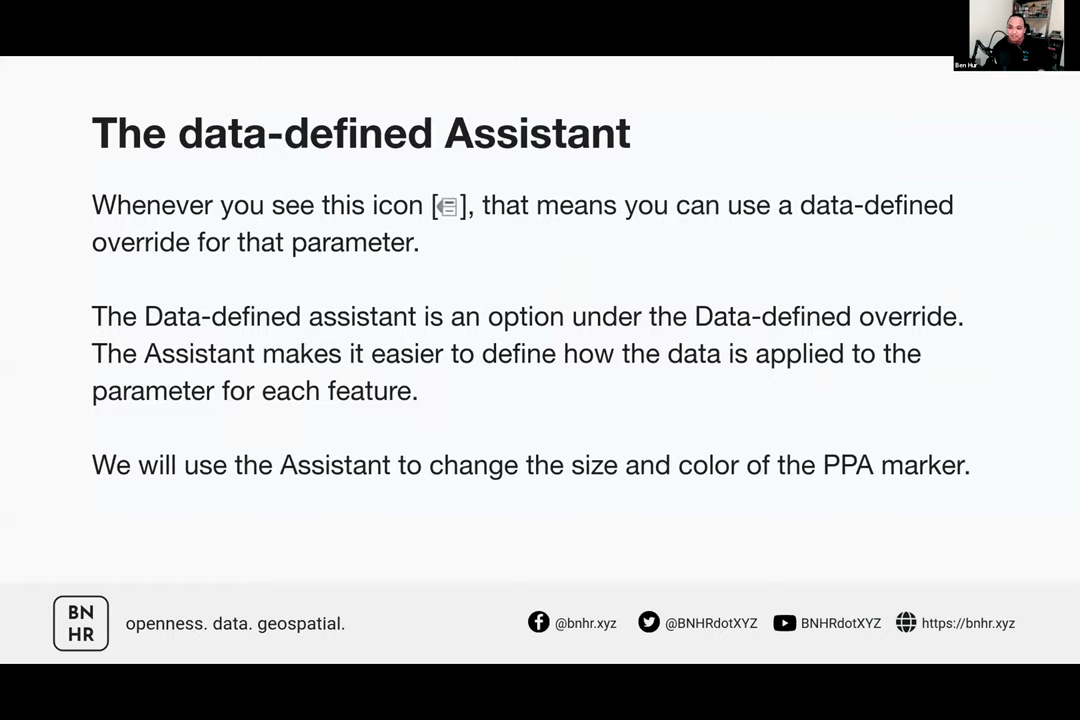 Ben Hur
The data-defined Assistant
Whenever you see this icon [], that means you can use a data-defined
override for that parameter.
The Data-defined assistant is an option under the Data-defined override.
The Assistant makes it easier to define how the data is applied to the
parameter for each feature.
We will use the Assistant to change the size and color of the PPA marker.
BN
HR
openness. data. geospatial.
@bnhr.xyz
@BNHRdotXYZ
BNHRdotXYZ
https://bnhr.xyz